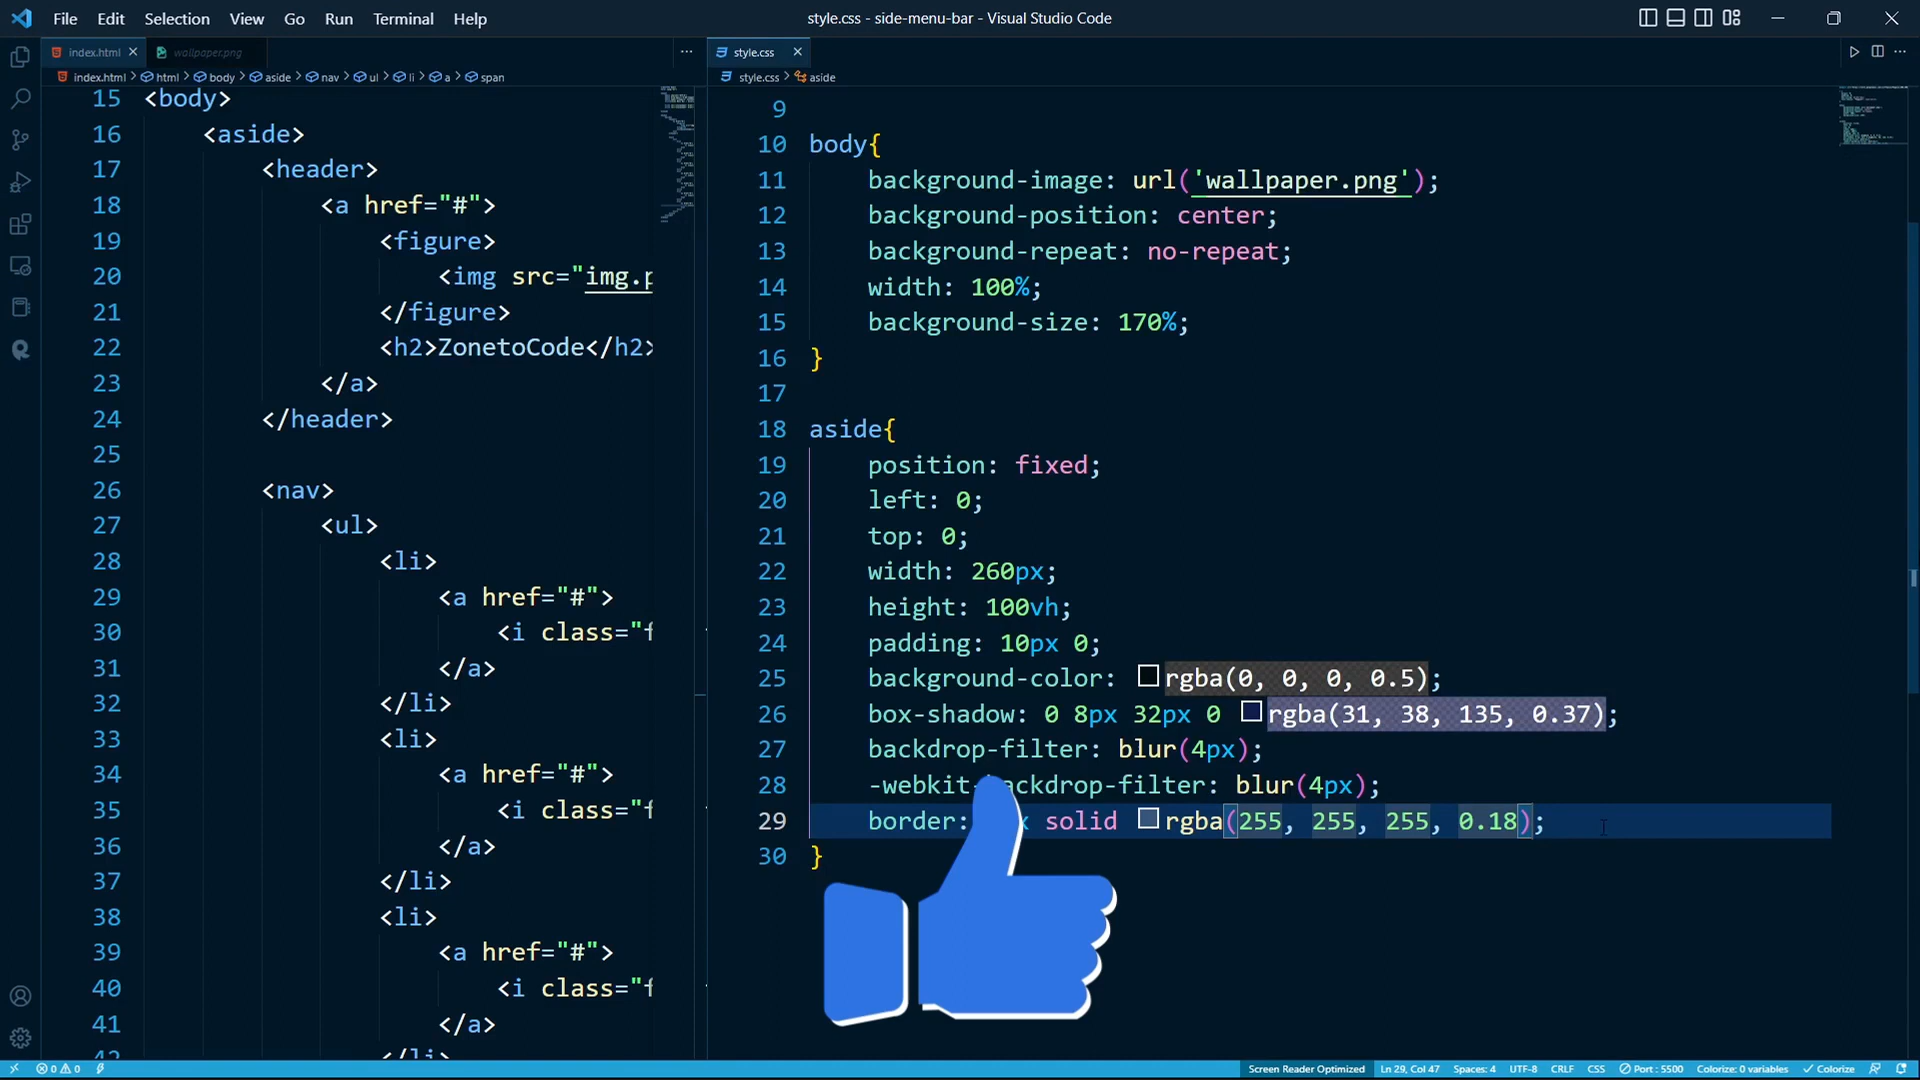 File Edit Selection View Go Run Terminal Help
style.css - side-menu-bar - Visual Studio Code
index.html
wallpaper.png
index.html > html > body > aside > nav > ul > li > a > span
15 <body>
16 <aside>
17 <header>
18 <a href="#">
19 <figure>
20 <img src="img.p
21 </figure>
22 <h2>ZonetoCode</h2>
23 </a>
24 </header>
25
26 <nav>
27 <ul>
28 <li>
29 <a href="#">
30 <i class="f
31 </a>
32 </li>
33 <li>
34 <a href="#">
35 <i class="f
36 </a>
37 </li>
38 <li>
39 <a href="#">
40 <i class="f
41 </a>
42 </li>
style.css
style.css > aside
9
10 body{
11 background-image: url('wallpaper.png');
12 background-position: center;
13 background-repeat: no-repeat;
14 width: 100%;
15 background-size: 170%;
16 }
17
18 aside{
19 position: fixed;
20 left: 0;
21 top: 0;
22 width: 260px;
23 height: 100vh;
24 padding: 10px 0;
25 background-color: rgba(0, 0, 0, 0.5);
26 box-shadow: 0 8px 32px 0 rgba(31, 38, 135, 0.37);
27 backdrop-filter: blur(4px);
28 -webkit-backdrop-filter: blur(4px);
29 border: x solid rgba(255, 255, 255, 0.18);
30 }
0 0
Screen Reader Optimized Ln 29, Col 47 Spaces: 4 UTF-8 CRLF CSS Port : 5500 Colorize: 0 variables Colorize